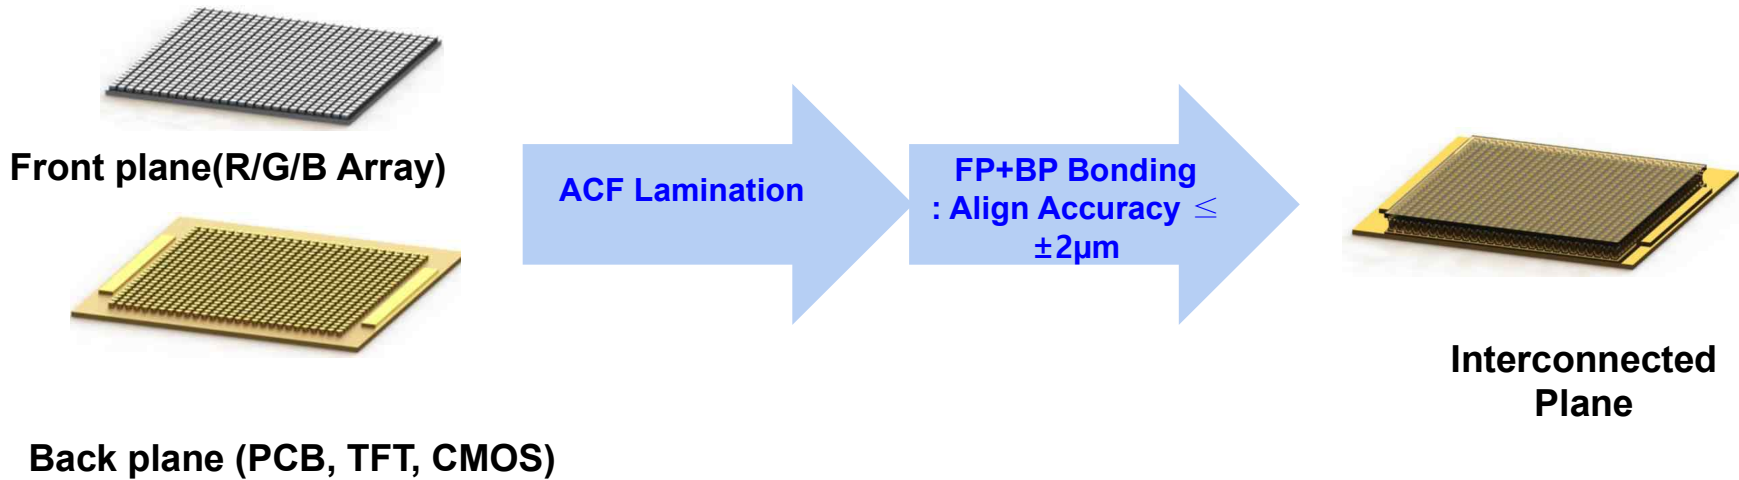 Front plane(R/G/B Array)
Back plane (PCB, TFT, CMOS)
ACF Lamination
FP+BP Bonding
: Align Accuracy ≤
±2μm
Interconnected
Plane